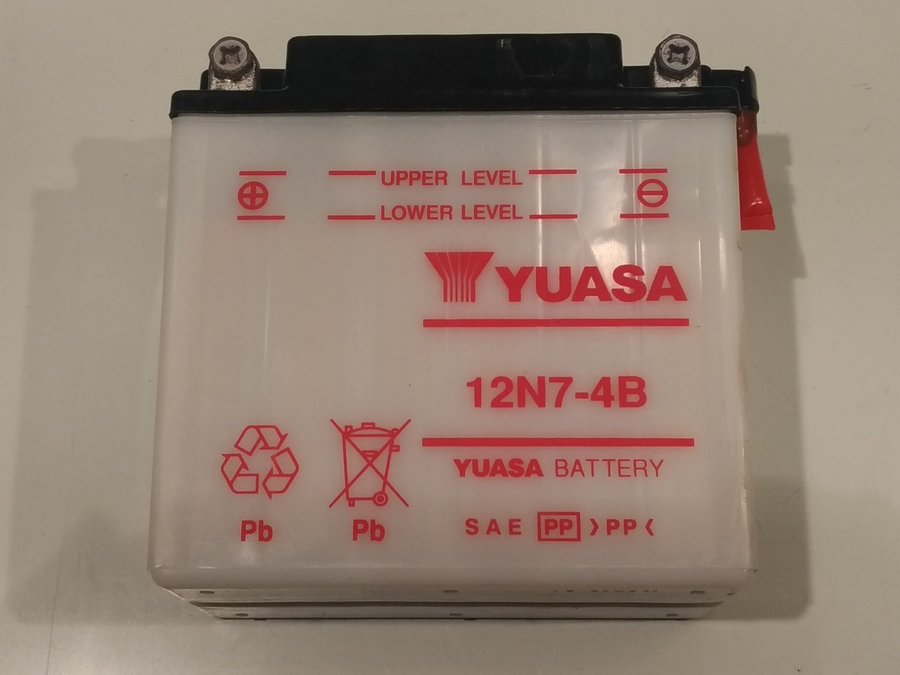 UPPER LEVEL
LOWER LEVEL
YUASA
12N7-4B
YUASA BATTERY
Pb Pb SAE PP >PP<